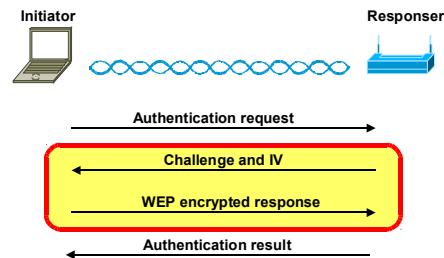 Initiator
Responser
Authentication request
Challenge and IV
WEP encrypted response
Authentication result